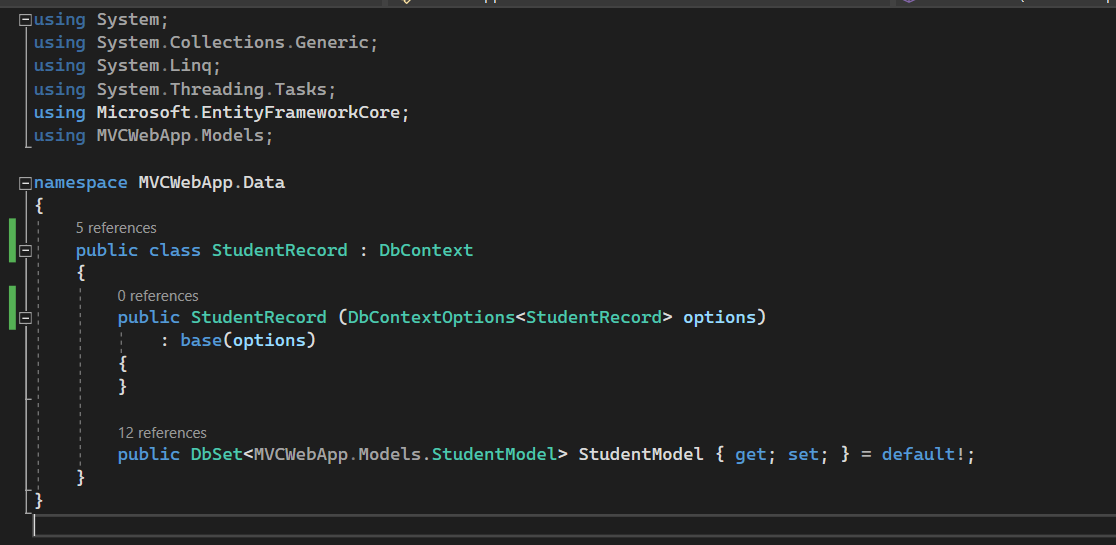 using System;
using System.Collections.Generic;
using System.Linq;
using System.Threading.Tasks;
using Microsoft.EntityFrameworkCore;
using MVCWebApp.Models;
namespace MVCWebApp.Data
{
5 references
public class StudentRecord : DbContext
{
0 references
public StudentRecord (DbContextOptions<StudentRecord> options)
: base(options)
{
}
12 references
public DbSet<MVCWebApp.Models.StudentModel> StudentModel { get; set; } = default!;
}
}